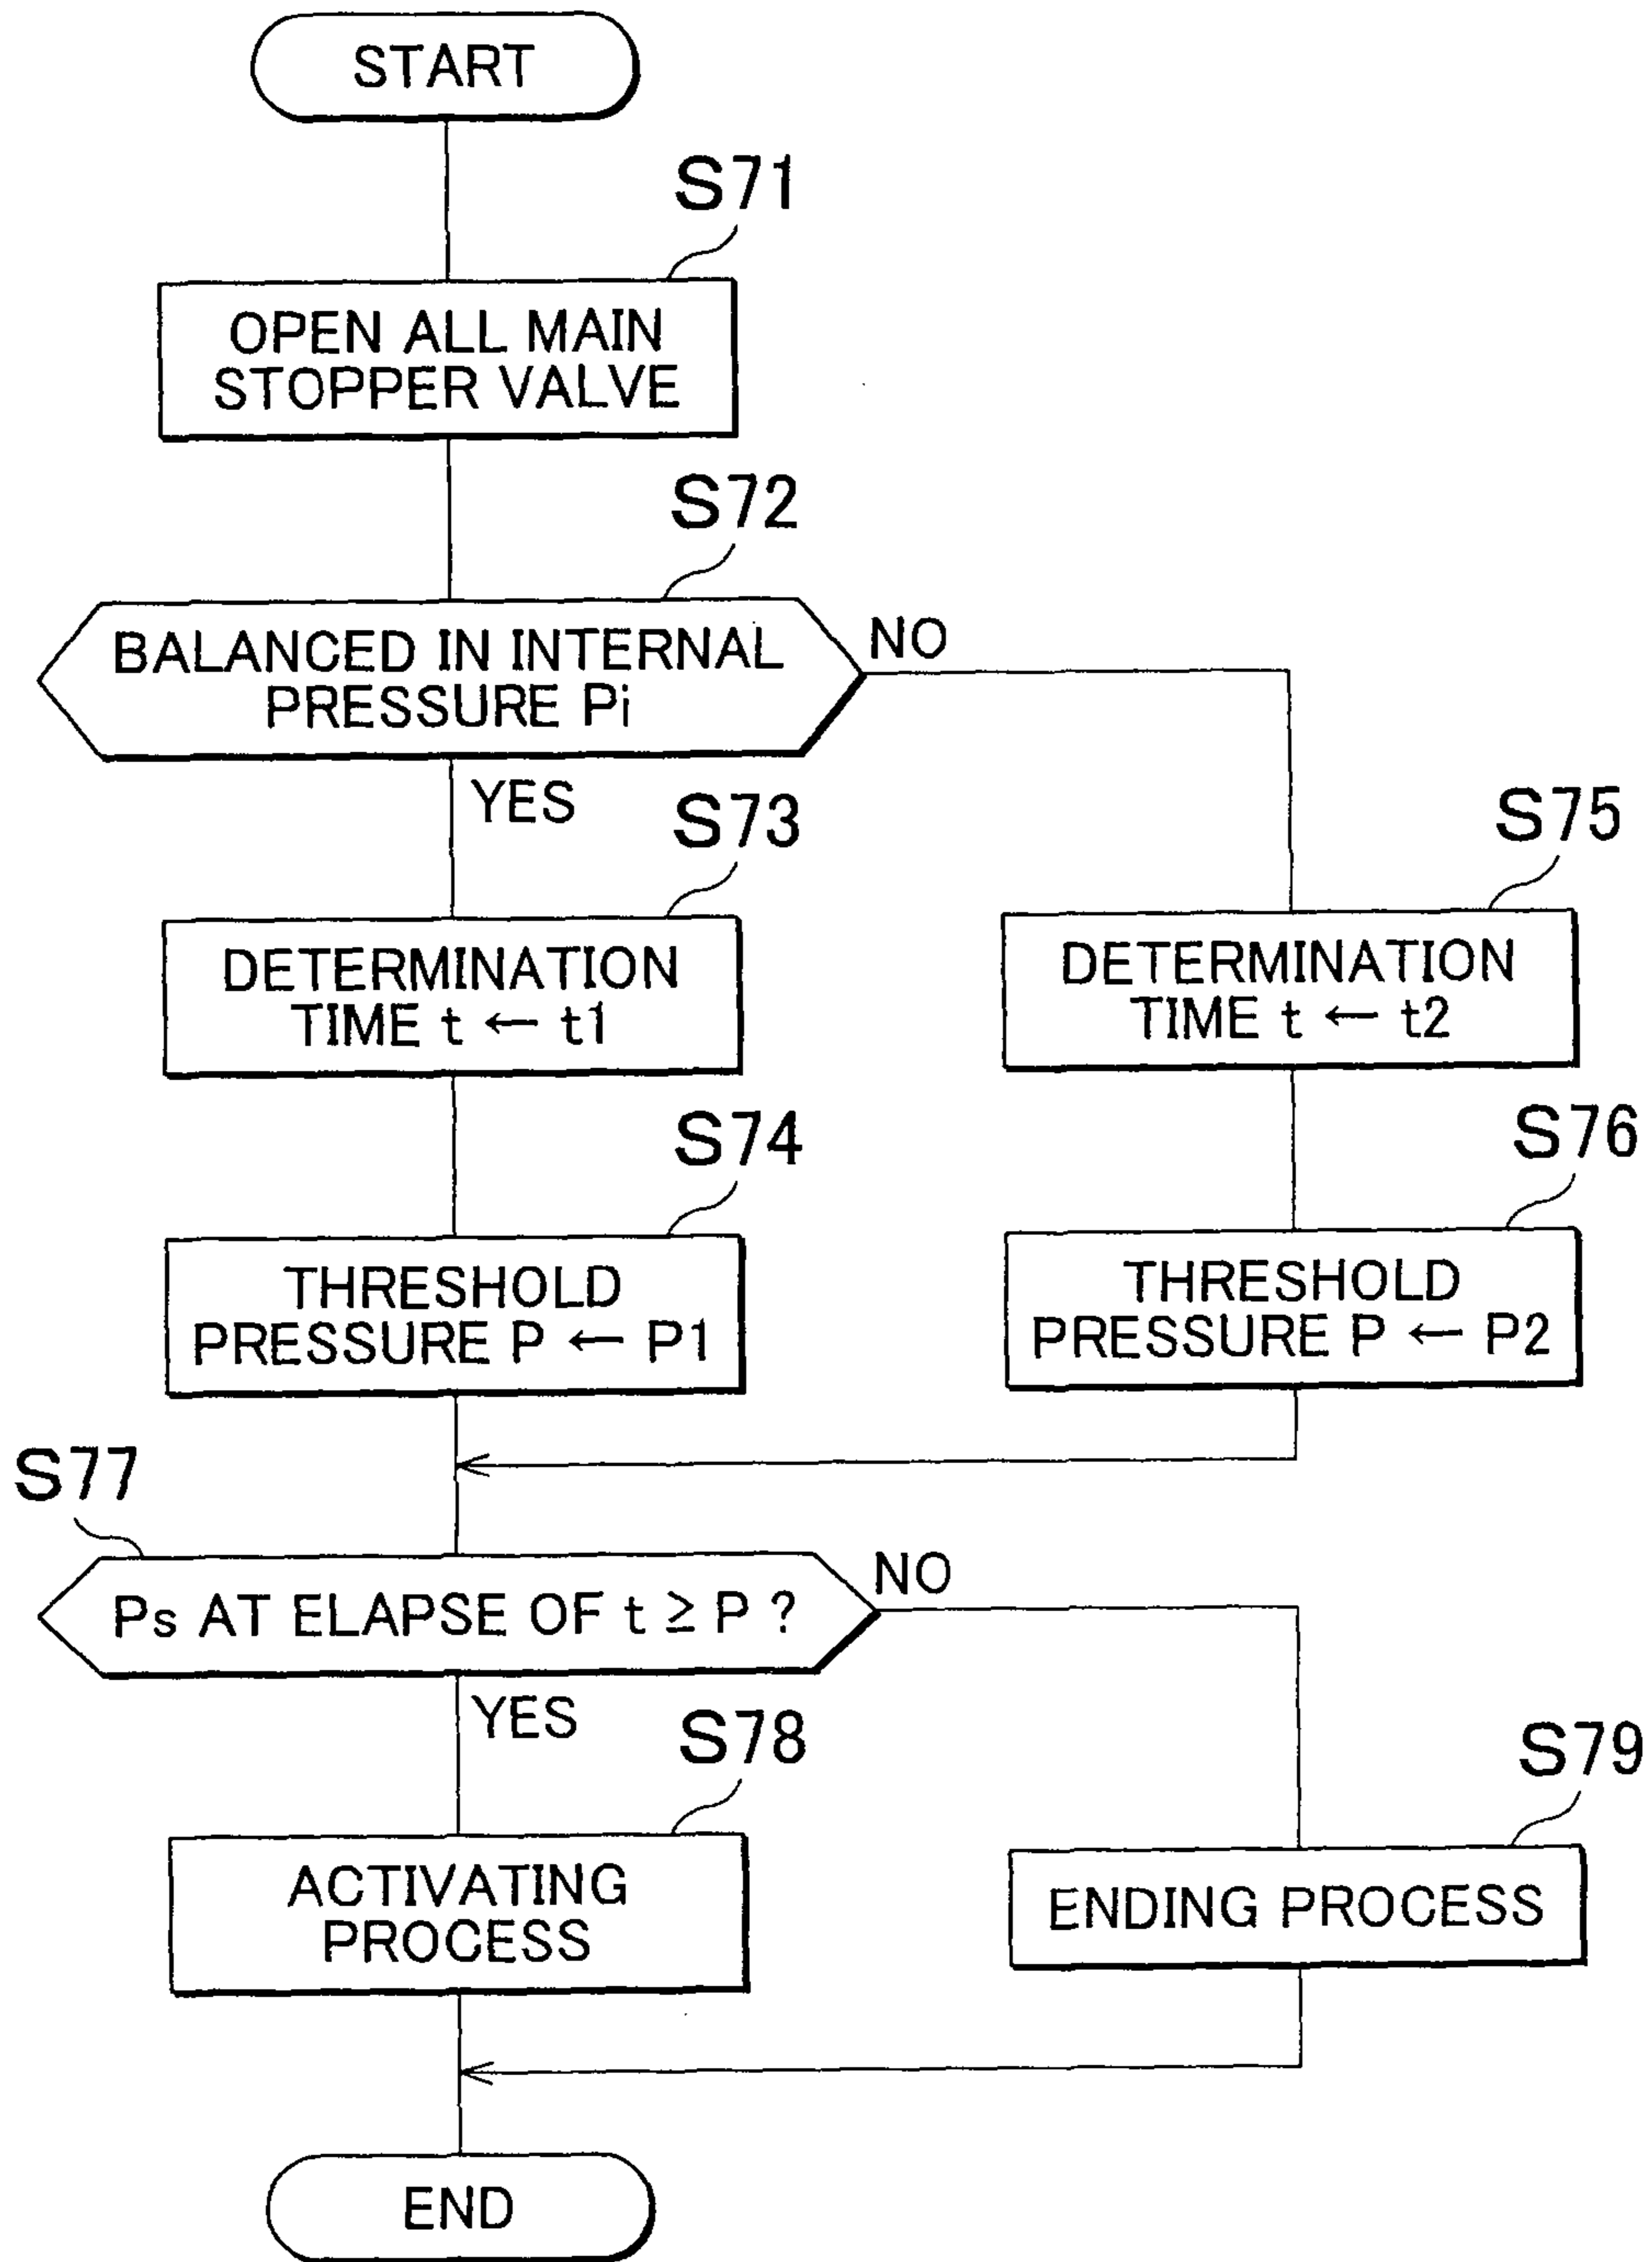 START
S71
OPEN ALL MAIN
STOPPER VALVE
S72
BALANCED IN INTERNAL
PRESSURE Pi
NO
YES
S73
DETERMINATION
TIME t ← t1
S75
DETERMINATION
TIME t ← t2
S74
THRESHOLD
PRESSURE P ← P1
S76
THRESHOLD
PRESSURE P ← P2
S77
Ps AT ELAPSE OF t ≥ P ?
NO
YES
S78
ACTIVATING
PROCESS
S79
ENDING PROCESS
END